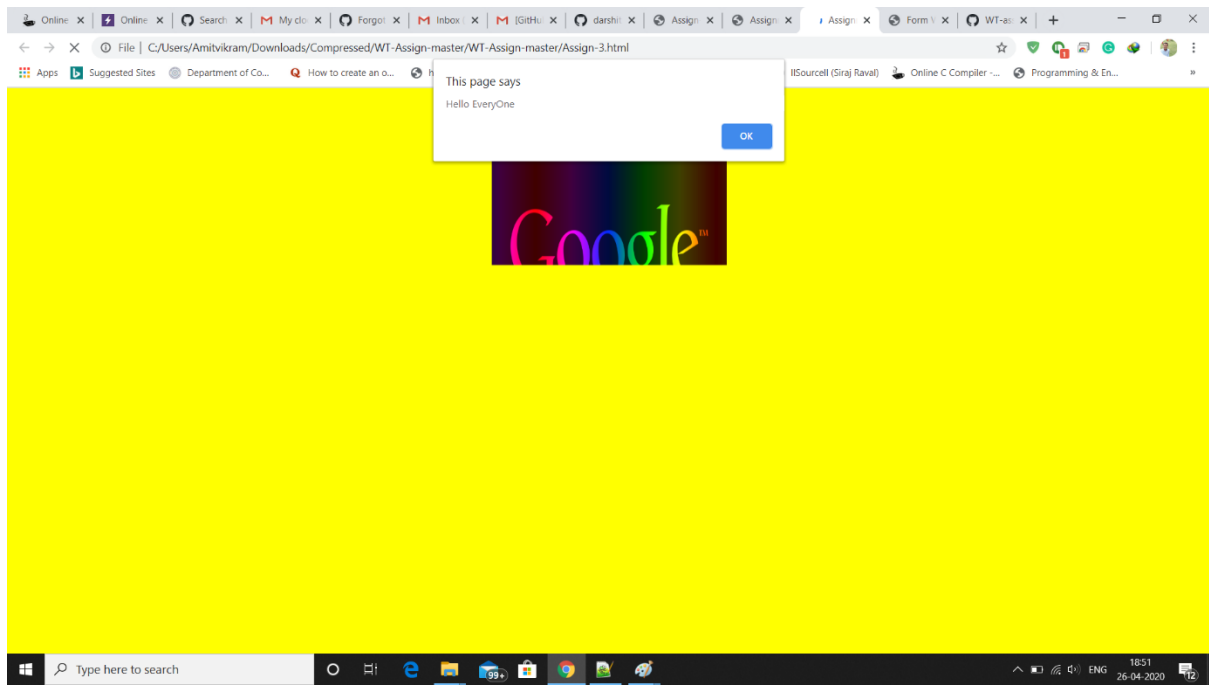 Online
Online
Search
My clo
Forgot
Inbox
[GitHu
darshit
Assign
Assign
Assign
Form V
WT-as
File | C:/Users/Amitvikram/Downloads/Compressed/WT-Assign-master/WT-Assign-master/Assign-3.html
Apps
Suggested Sites
Department of Co...
How to create an o...
h
IlSourcell (Siraj Raval)
Online C Compiler -...
Programming & En...
»
This page says
Hello EveryOne
OK
Google™
Type here to search
99+
ENG
18:51
26-04-2020
12